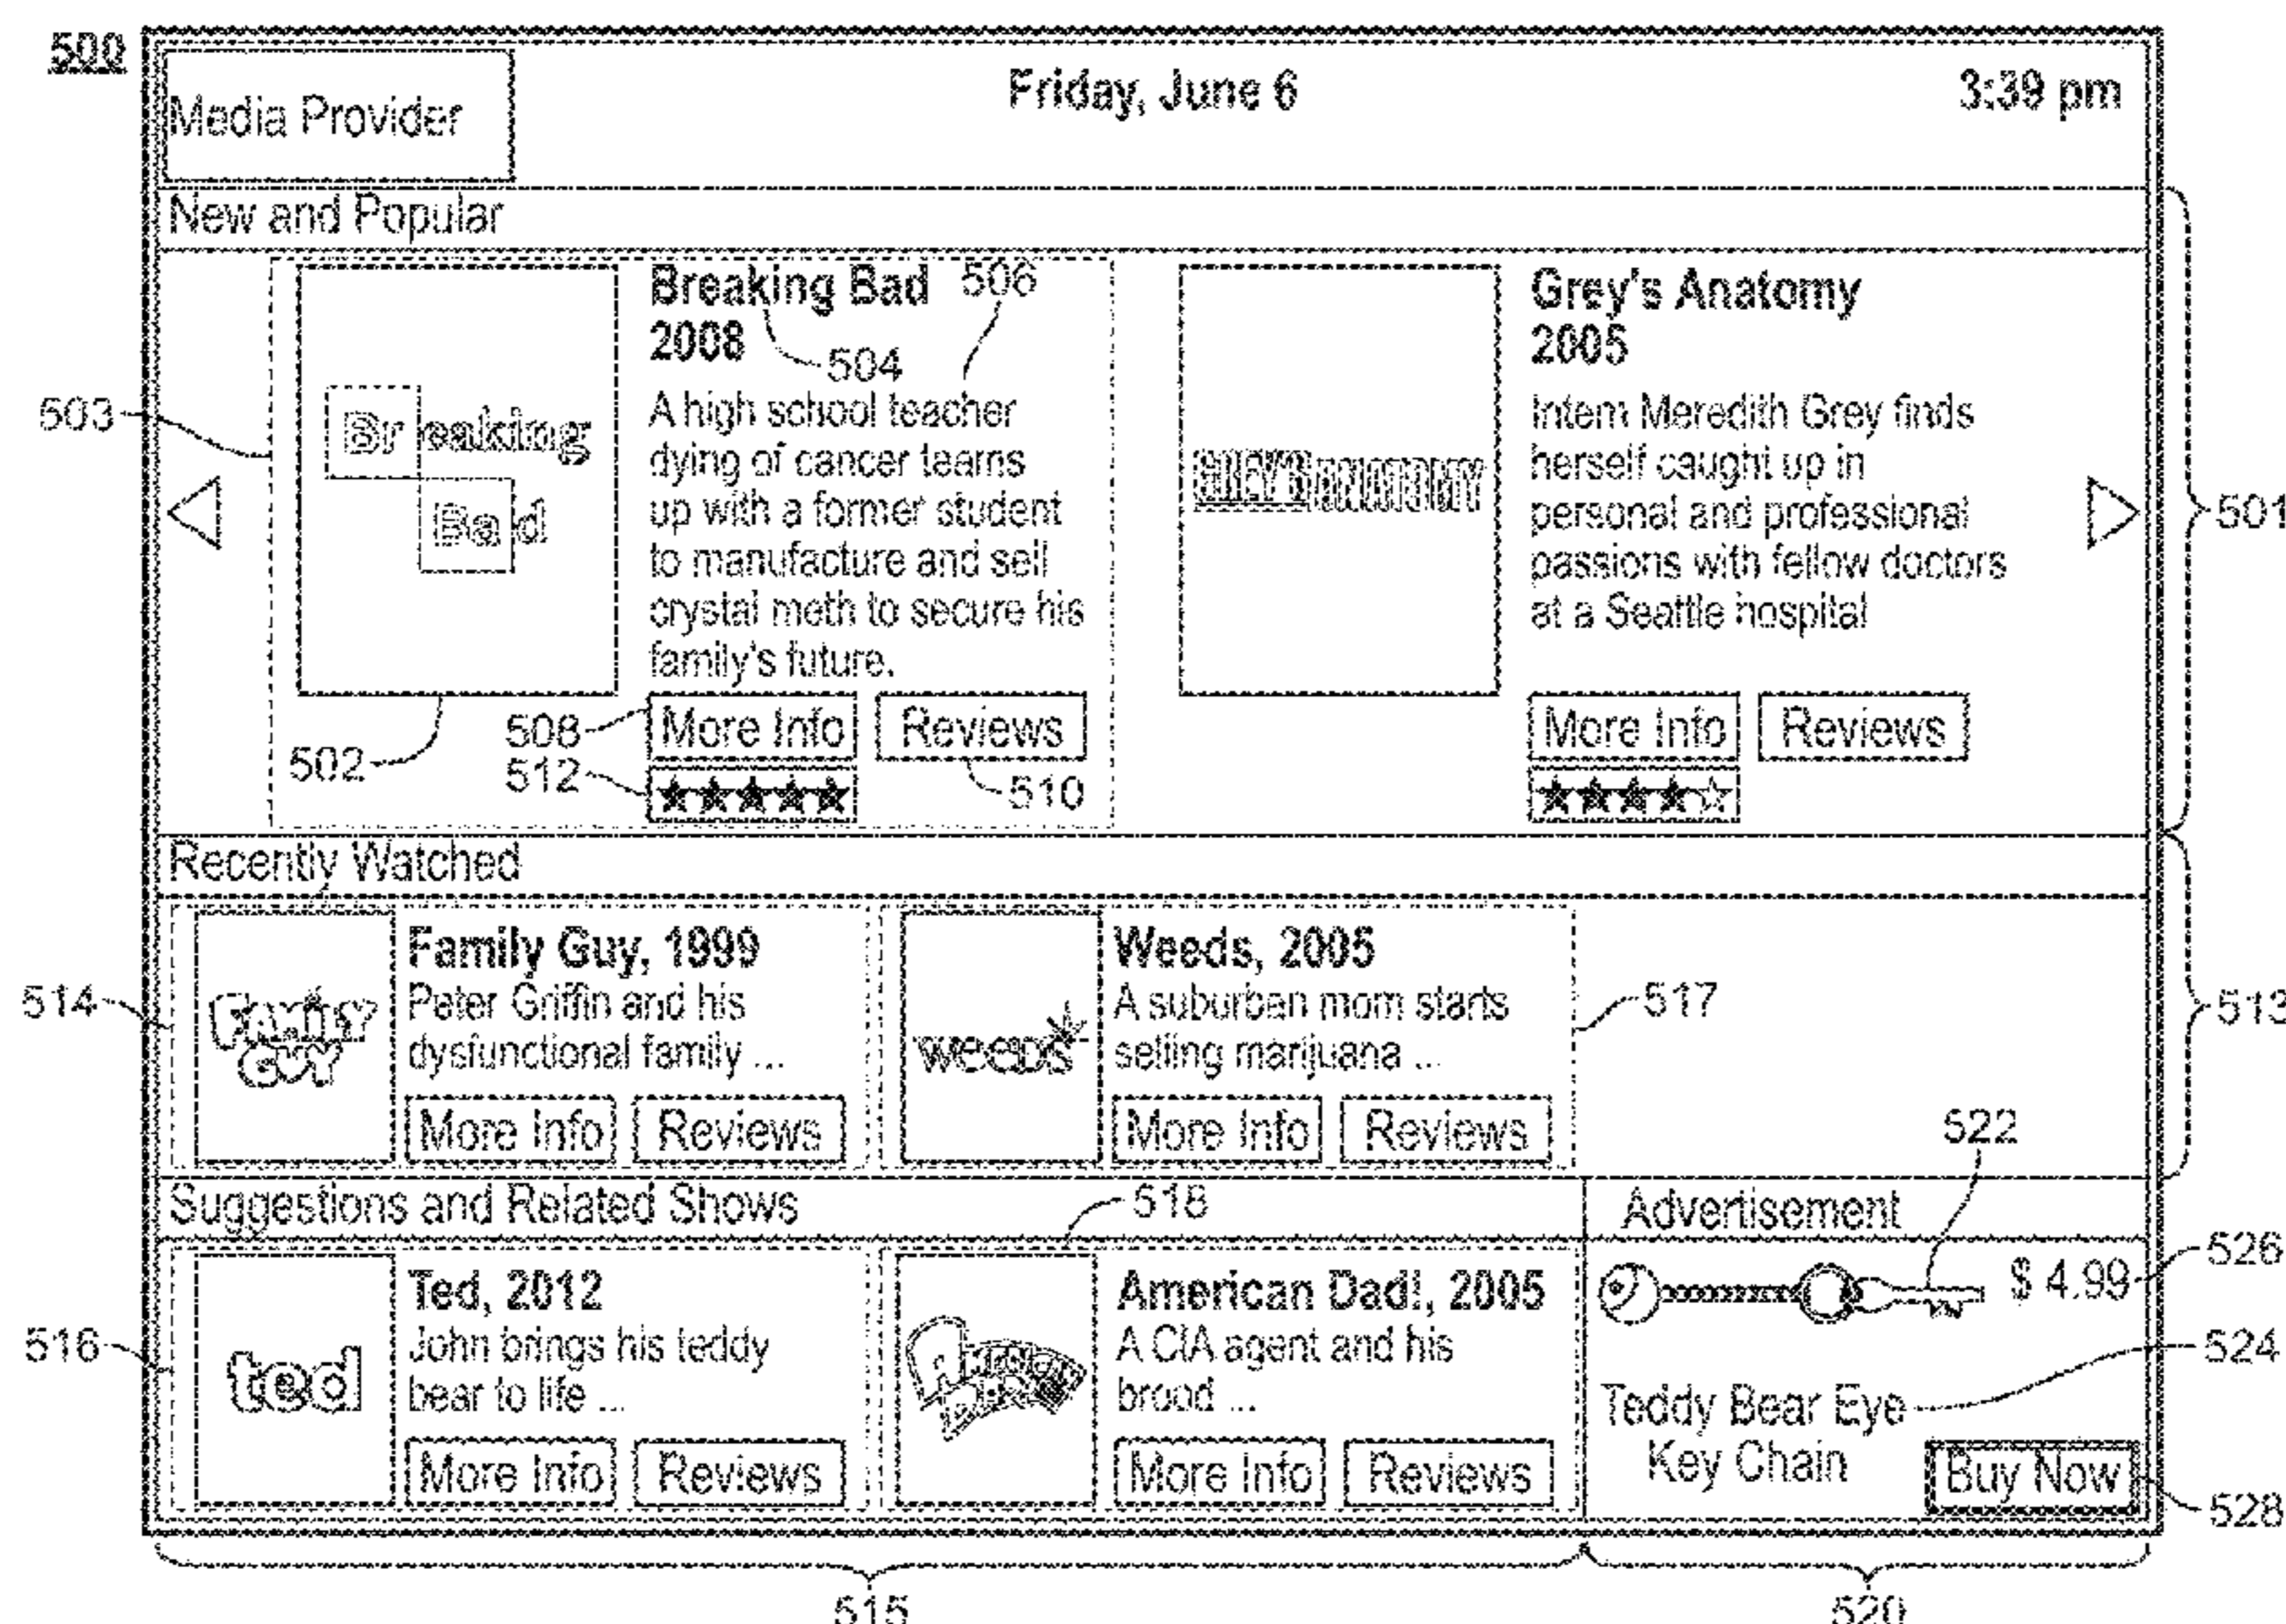 500
Media Provider
Friday, June 6
3:39 pm
New and Popular
503
Breaking
Bad
502
Breaking Bad
2008
504
506
A high school teacher
dying of cancer teams
up with a former student
to manufacture and sell
crystal meth to secure his
family's future.
508
More Info
Reviews
510
512
GREY'S ANATOMY
Grey's Anatomy
2005
Intern Meredith Grey finds
herself caught up in
personal and professional
passions with fellow doctors
at a Seattle hospital
More Info
Reviews
501
Recently Watched
514
FAMILY
GUY
Family Guy, 1999
Peter Griffin and his
dysfunctional family ...
More Info
Reviews
weeds
Weeds, 2005
A suburban mom starts
selling marijuana ...
More Info
Reviews
517
513
Suggestions and Related Shows
518
516
ted
Ted, 2012
John brings his teddy
bear to life ...
More Info
Reviews
American Dad!, 2005
A CIA agent and his
brood ...
More Info
Reviews
Advertisement
522
$ 4.99
526
524
Teddy Bear Eye
Key Chain
Buy Now
528
515
520